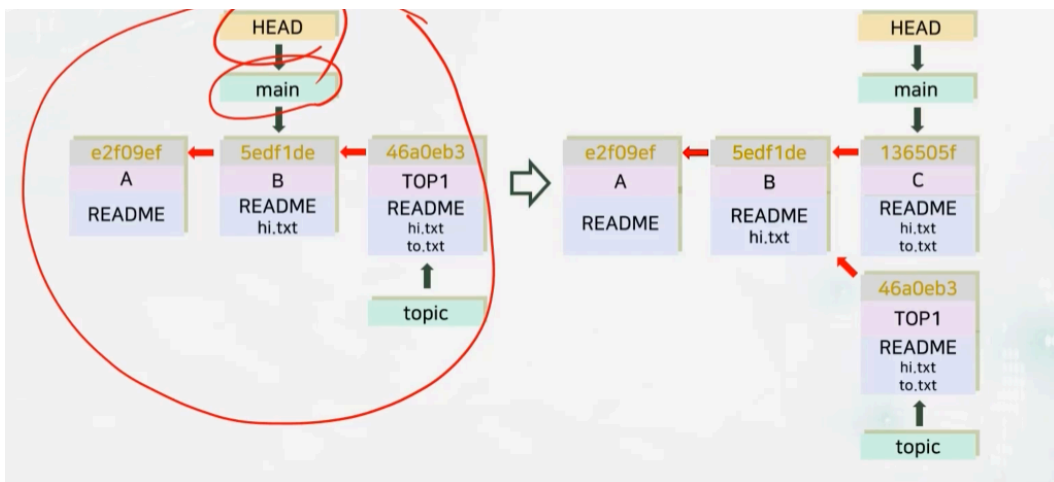 HEAD
main
e2f09ef
A
README
5edf1de
B
README
hi.txt
46a0eb3
TOP1
README
hi.txt
to.txt
topic
HEAD
main
e2f09ef
A
README
5edf1de
B
README
hi.txt
136505f
C
README
hi.txt
to.txt
46a0eb3
TOP1
README
hi.txt
to.txt
topic